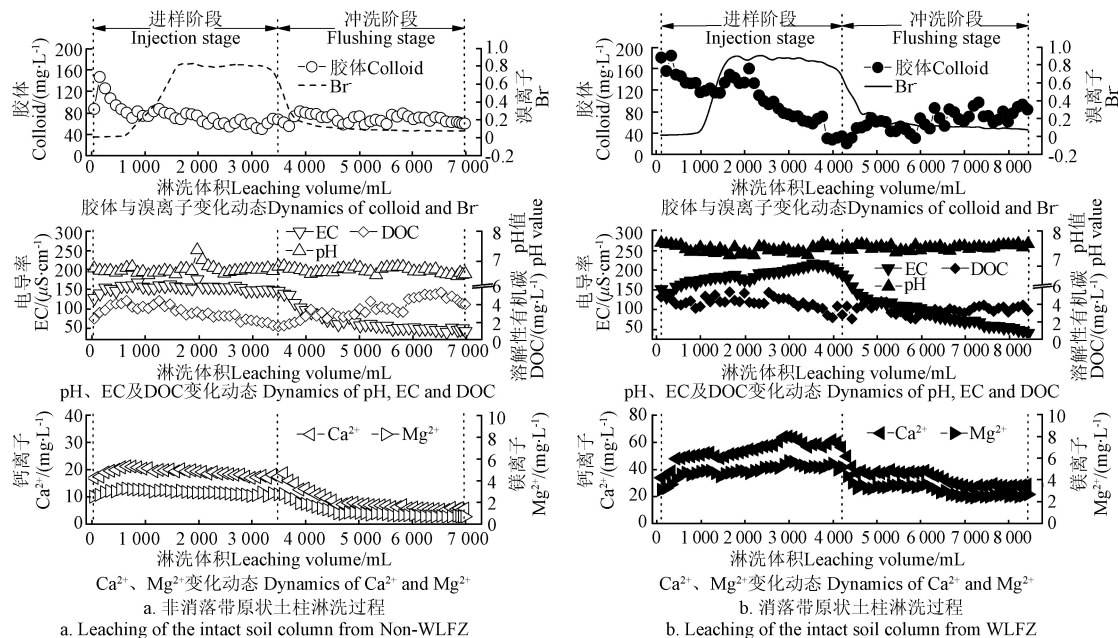 进样阶段 冲洗阶段
Injection stage Flushing stage
胶体 Colloid/(mg·L⁻¹)
200
160
120
80
40
0
胶体Colloid
Br⁻
1.0
0.8
0.6
0.4
0.2
0
-0.2
溴离子 Br⁻
0 1 000 2 000 3 000 4 000 5 000 6 000 7 000
淋洗体积Leaching volume/mL
胶体与溴离子变化动态Dynamics of colloid and Br⁻
电导率 EC/(μS·cm⁻¹)
300
250
200
150
100
50
EC DOC
pH
8
7
6
4
2
0
pH值 pH value
溶解性有机碳 DOC/(mg·L⁻¹)
0 1 000 2 000 3 000 4 000 5 000 6 000 7 000
淋洗体积Leaching volume/mL
pH、EC及DOC变化动态 Dynamics of pH, EC and DOC
钙离子 Ca²⁺/(mg·L⁻¹)
40
30
20
10
0
Ca²⁺ Mg²⁺
10
8
6
4
2
0
镁离子 Mg²⁺/(mg·L⁻¹)
0 1 000 2 000 3 000 4 000 5 000 6 000 7 000
淋洗体积Leaching volume/mL
Ca²⁺、Mg²⁺变化动态 Dynamics of Ca²⁺ and Mg²⁺
a. 非消落带原状土柱淋洗过程
a. Leaching of the intact soil column from Non-WLFZ
进样阶段 冲洗阶段
Injection stage Flushing stage
胶体 Colloid/(mg·L⁻¹)
200
160
120
80
40
0
胶体Colloid
Br⁻
1.0
0.8
0.6
0.4
0.2
0
-0.2
溴离子 Br⁻
0 1 000 2 000 3 000 4 000 5 000 6 000 7 000 8 000
淋洗体积Leaching volume/mL
胶体与溴离子变化动态Dynamics of colloid and Br⁻
电导率 EC/(μS·cm⁻¹)
300
250
200
150
100
50
EC DOC
pH
8
7
6
4
2
0
pH值 pH value
溶解性有机碳 DOC/(mg·L⁻¹)
0 1 000 2 000 3 000 4 000 5 000 6 000 7 000 8 000
淋洗体积Leaching volume/mL
pH、EC及DOC变化动态 Dynamics of pH, EC and DOC
钙离子 Ca²⁺/(mg·L⁻¹)
80
60
40
20
0
Ca²⁺ Mg²⁺
10
8
6
4
2
0
镁离子 Mg²⁺/(mg·L⁻¹)
0 1 000 2 000 3 000 4 000 5 000 6 000 7 000 8 000
淋洗体积Leaching volume/mL
Ca²⁺、Mg²⁺变化动态 Dynamics of Ca²⁺ and Mg²⁺
b. 消落带原状土柱淋洗过程
b. Leaching of the intact soil column from WLFZ